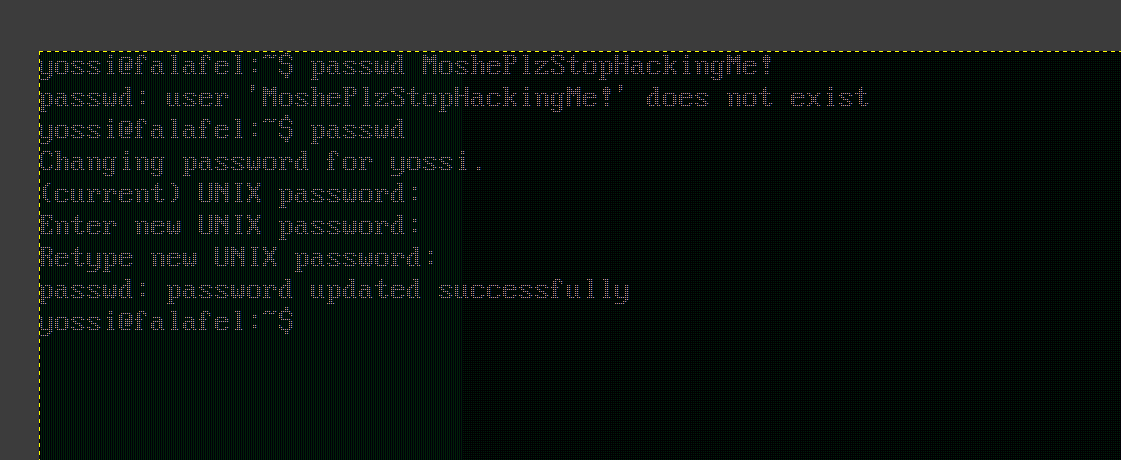 yossi@falafel:~$ passwd MoshePlzStopHackingMe!
passwd: user 'MoshePlzStopHackingMe!' does not exist
yossi@falafel:~$ passwd
Changing password for yossi.
(current) UNIX password:
Enter new UNIX password:
Retype new UNIX password:
passwd: password updated successfully
yossi@falafel:~$